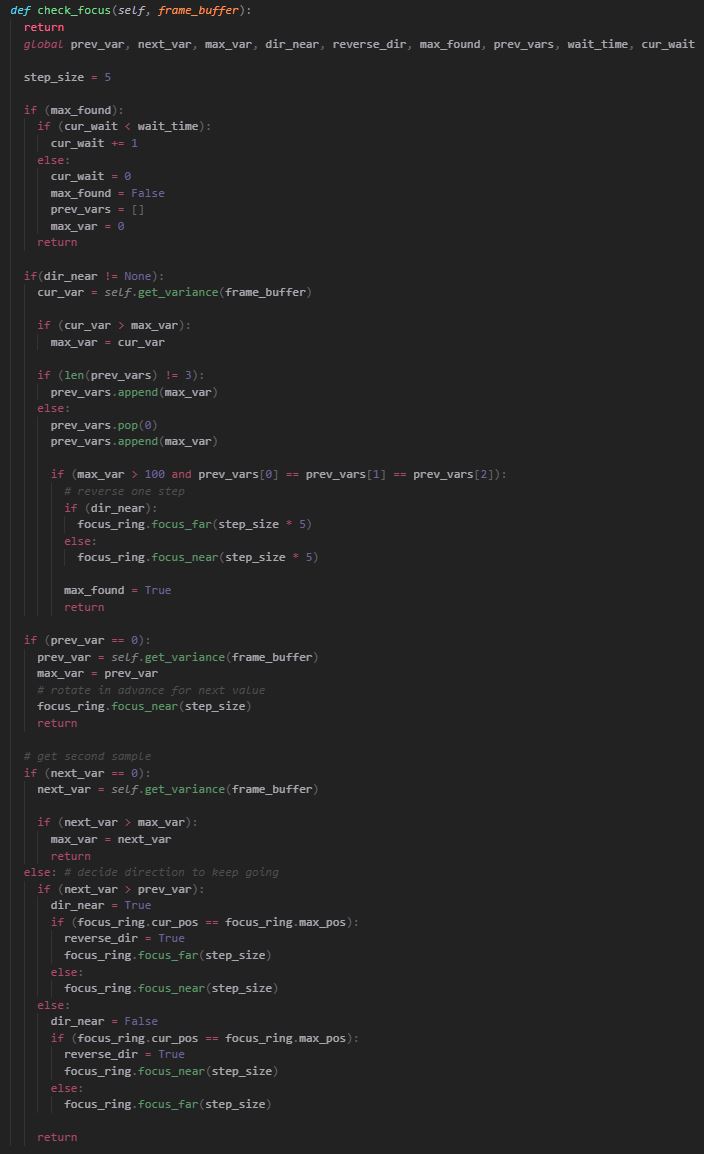 def check_focus(self, frame_buffer):
  return
  global prev_var, next_var, max_var, dir_near, reverse_dir, max_found, prev_vars, wait_time, cur_wait

  step_size = 5

  if (max_found):
    if (cur_wait < wait_time):
      cur_wait += 1
    else:
      cur_wait = 0
      max_found = False
      prev_vars = []
      max_var = 0
    return

  if(dir_near != None):
    cur_var = self.get_variance(frame_buffer)

    if (cur_var > max_var):
      max_var = cur_var

    if (len(prev_vars) != 3):
      prev_vars.append(max_var)
    else:
      prev_vars.pop(0)
      prev_vars.append(max_var)

      if (max_var > 100 and prev_vars[0] == prev_vars[1] == prev_vars[2]):
        # reverse one step
        if (dir_near):
          focus_ring.focus_far(step_size * 5)
        else:
          focus_ring.focus_near(step_size * 5)

        max_found = True
        return

  if (prev_var == 0):
    prev_var = self.get_variance(frame_buffer)
    max_var = prev_var
    # rotate in advance for next value
    focus_ring.focus_near(step_size)
    return

  # get second sample
  if (next_var == 0):
    next_var = self.get_variance(frame_buffer)

    if (next_var > max_var):
      max_var = next_var
      return
  else: # decide direction to keep going
    if (next_var > prev_var):
      dir_near = True
      if (focus_ring.cur_pos == focus_ring.max_pos):
        reverse_dir = True
        focus_ring.focus_far(step_size)
      else:
        focus_ring.focus_near(step_size)
    else:
      dir_near = False
      if (focus_ring.cur_pos == focus_ring.max_pos):
        reverse_dir = True
        focus_ring.focus_near(step_size)
      else:
        focus_ring.focus_far(step_size)

    return